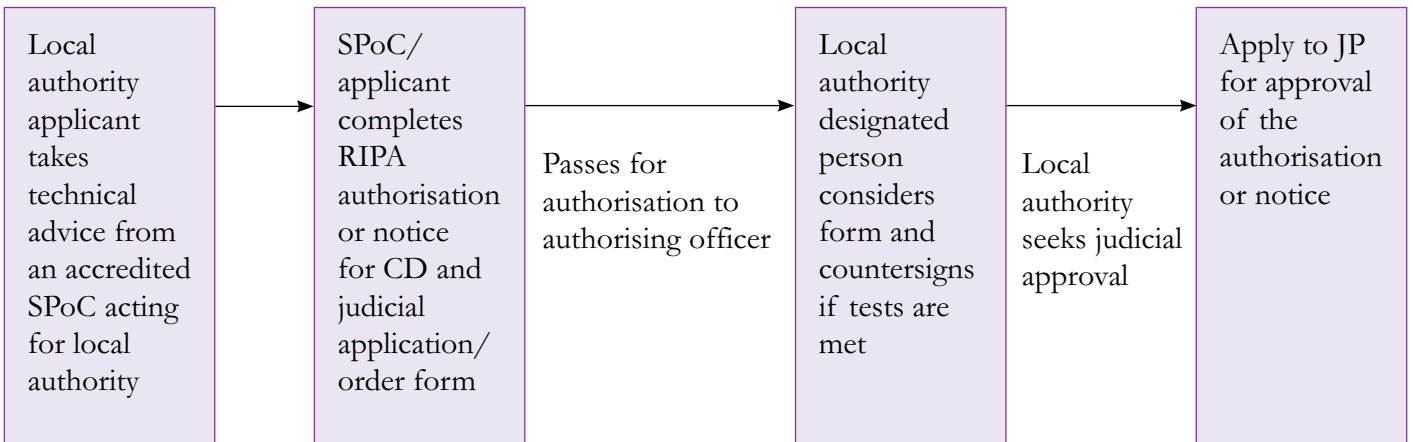 Local
authority
applicant
takes
technical
advice from
an accredited
SPoC acting
for local
authority
SPoC/
applicant
completes
RIPA
authorisation
or notice
for CD and
judicial
application/
order form
Passes for
authorisation to
authorising officer
Local
authority
designated
person
considers
form and
countersigns
if tests are
met
Local
authority
seeks judicial
approval
Apply to JP
for approval
of the
authorisation
or notice